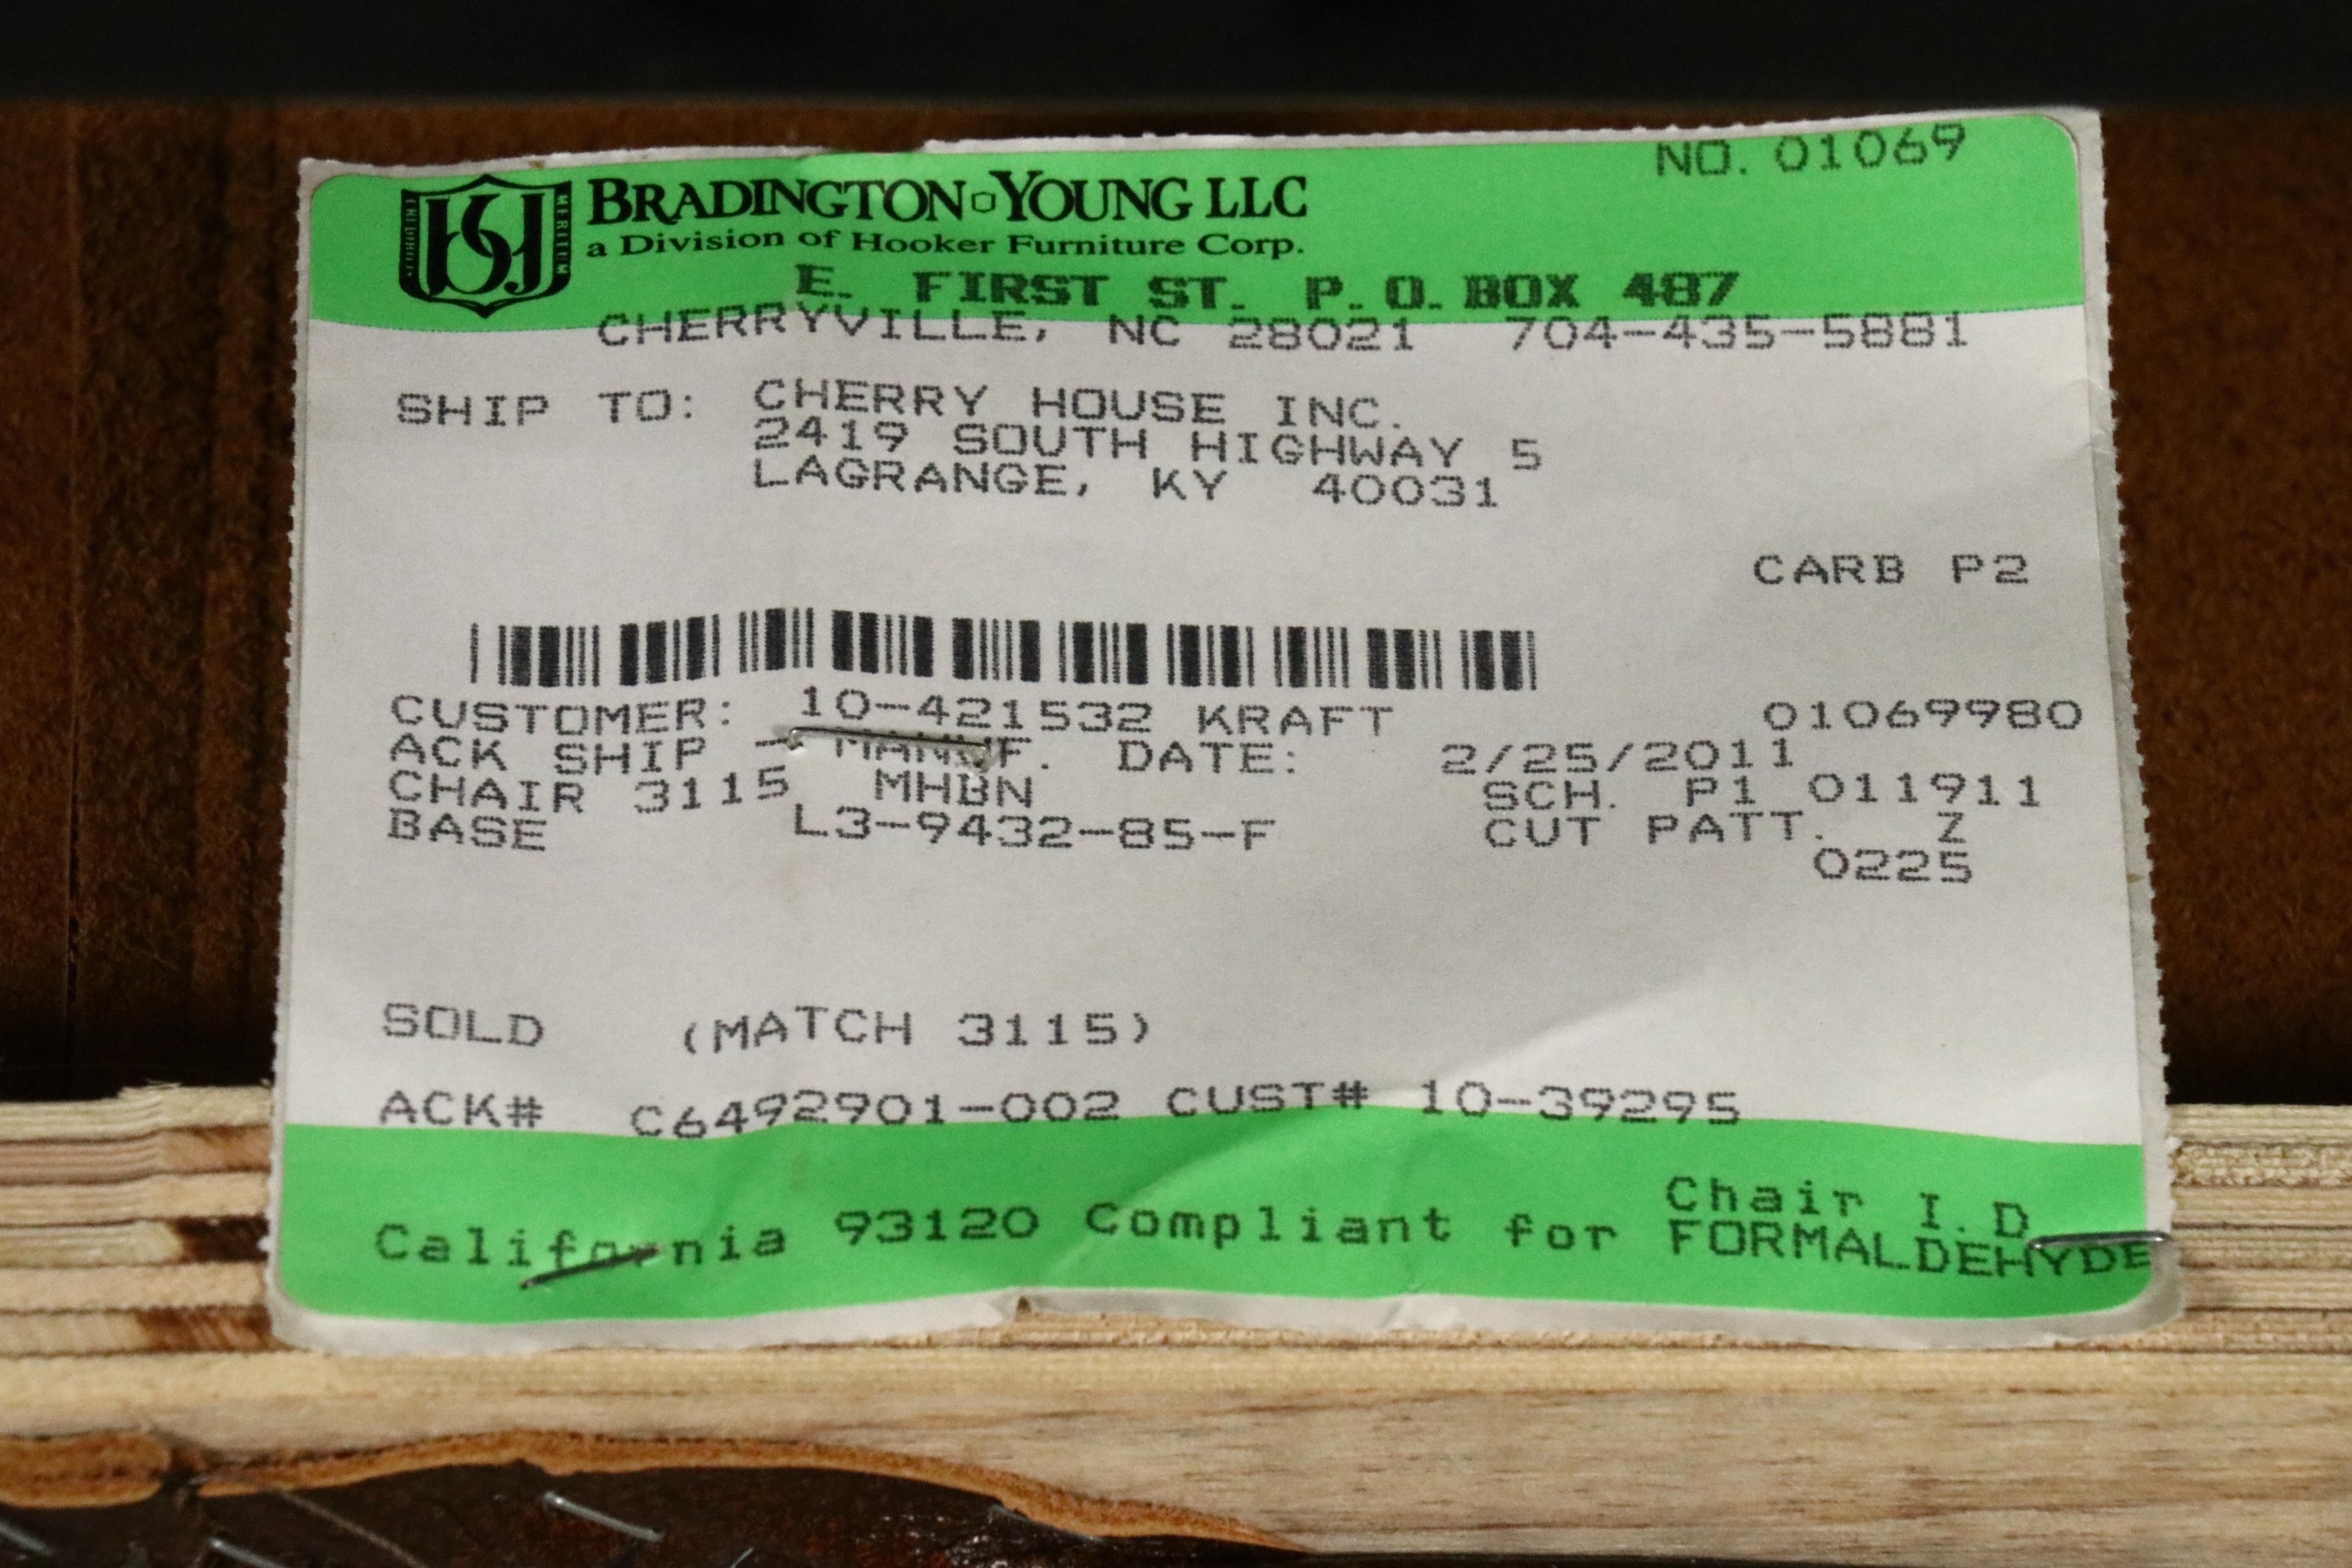 NO. 01069
BRADINGTON-YOUNG LLC
a Division of Hooker Furniture Corp.
E. FIRST ST. P.O. BOX 487
CHERRYVILLE, NC 28021 704-435-5881
SHIP TO: CHERRY HOUSE INC.
2419 SOUTH HIGHWAY 5
LAGRANGE, KY 40031
CARB P2
CUSTOMER: 10-421532 KRAFT 01069980
ACK SHIP - MANUF. DATE: 2/25/2011
CHAIR 3115 MHBN SCH. P1 011911
BASE L3-9432-85-F CUT PATT. Z
0225
SOLD (MATCH 3115)
ACK# C6492901-002 CUST# 10-39295
Chair I.D
California 93120 Compliant for FORMALDEHYDE